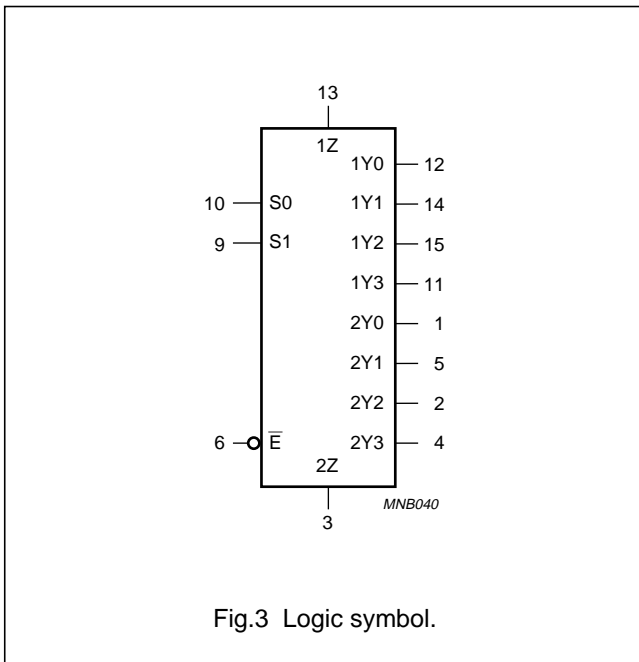 13
1Z
1Y0 12
10 S0 1Y1 14
9 S1 1Y2 15
1Y3 11
2Y0 1
2Y1 5
2Y2 2
6 E̅ 2Y3 4
2Z
MNB040
3
Fig.3 Logic symbol.